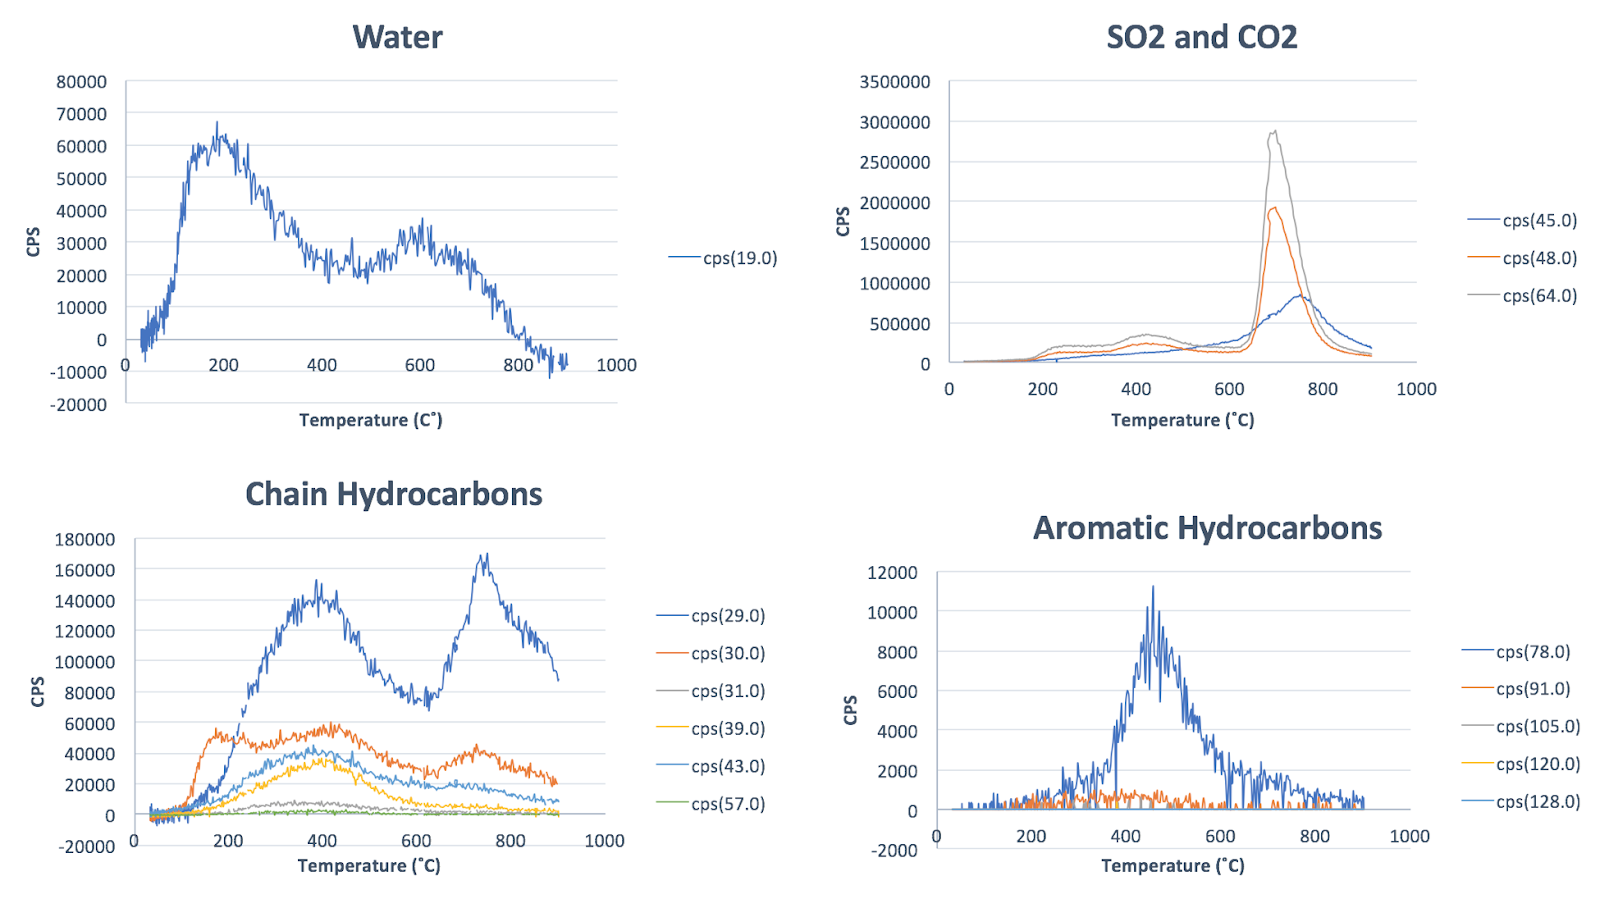 Water
80000
70000
60000
50000
40000
30000
20000
10000
0
-10000
-20000
CPS
0 200 400 600 800 1000
Temperature (C˚)
cps(19.0)
SO2 and CO2
3500000
3000000
2500000
2000000
1500000
1000000
500000
0
CPS
0 200 400 600 800 1000
Temperature (˚C)
cps(45.0)
cps(48.0)
cps(64.0)
Chain Hydrocarbons
180000
160000
140000
120000
100000
80000
60000
40000
20000
0
-20000
CPS
0 200 400 600 800 1000
Temperature (˚C)
cps(29.0)
cps(30.0)
cps(31.0)
cps(39.0)
cps(43.0)
cps(57.0)
Aromatic Hydrocarbons
12000
10000
8000
6000
4000
2000
0
-2000
CPS
0 200 400 600 800 1000
Temperature (˚C)
cps(78.0)
cps(91.0)
cps(105.0)
cps(120.0)
cps(128.0)